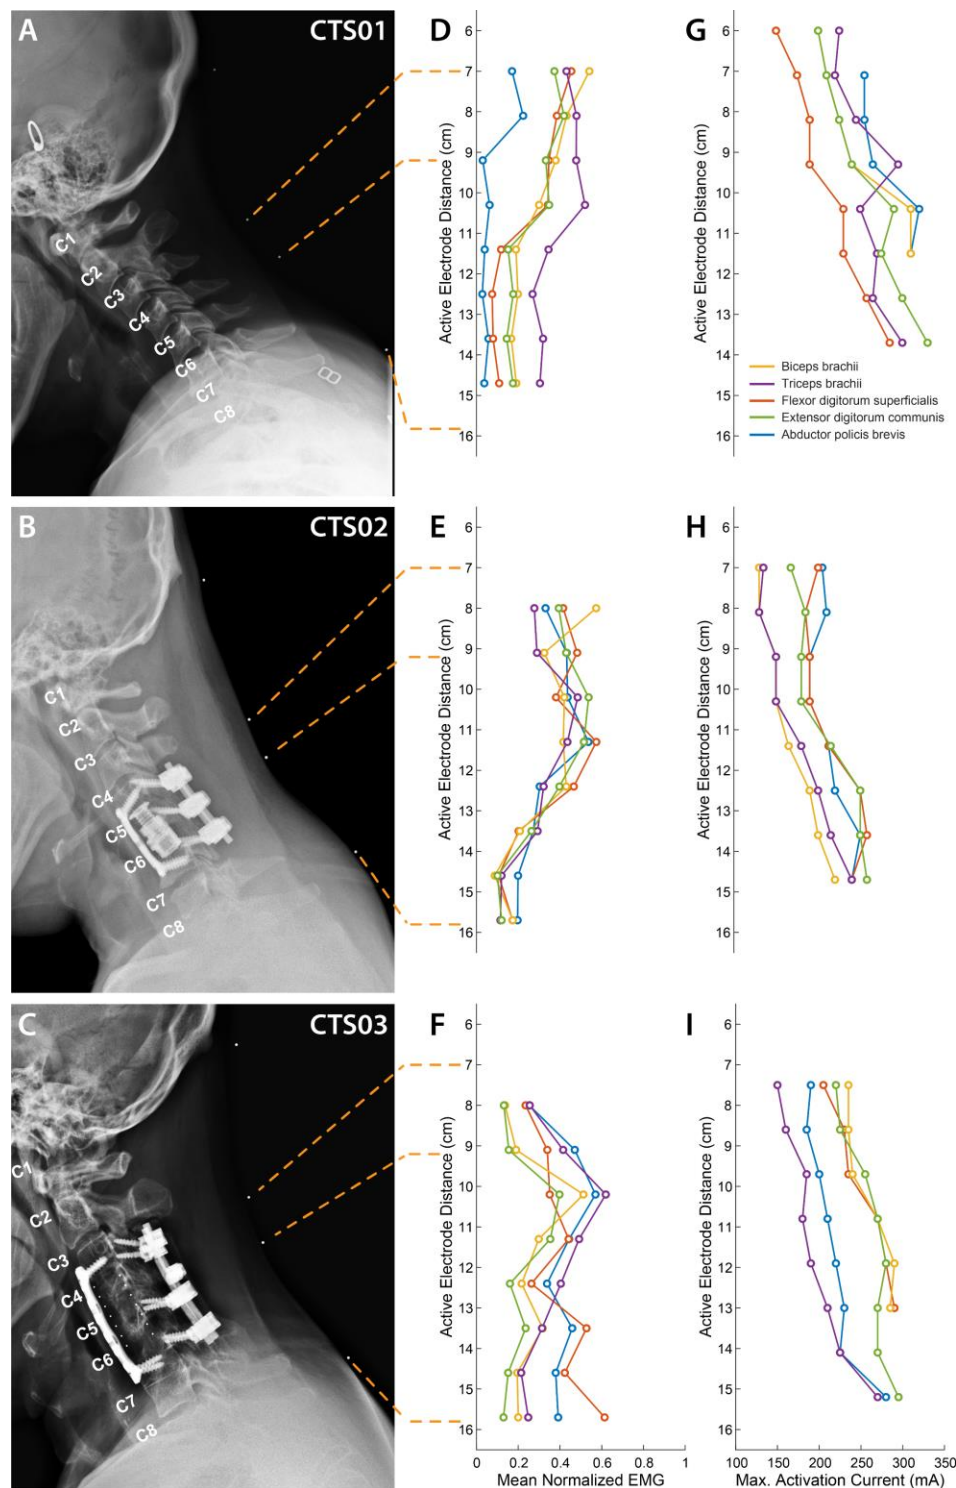 A
CTS01
C1
C2
C3
C4
C5
C6
C7
C8
D
6
7
8
9
10
11
12
13
14
15
16
Active Electrode Distance (cm)
G
6
7
8
9
10
11
12
13
14
15
16
Active Electrode Distance (cm)
Biceps brachii
Triceps brachii
Flexor digitorum superficialis
Extensor digitorum communis
Abductor policis brevis
B
CTS02
C1
C2
C3
C4
C5
C6
C7
C8
E
6
7
8
9
10
11
12
13
14
15
16
Active Electrode Distance (cm)
H
6
7
8
9
10
11
12
13
14
15
16
Active Electrode Distance (cm)
C
CTS03
C1
C2
C3
C4
C5
C6
C7
C8
F
6
7
8
9
10
11
12
13
14
15
16
Active Electrode Distance (cm)
0 0.2 0.4 0.6 0.8 1
Mean Normalized EMG
I
6
7
8
9
10
11
12
13
14
15
16
Active Electrode Distance (cm)
100 150 200 250 300 350
Max. Activation Current (mA)